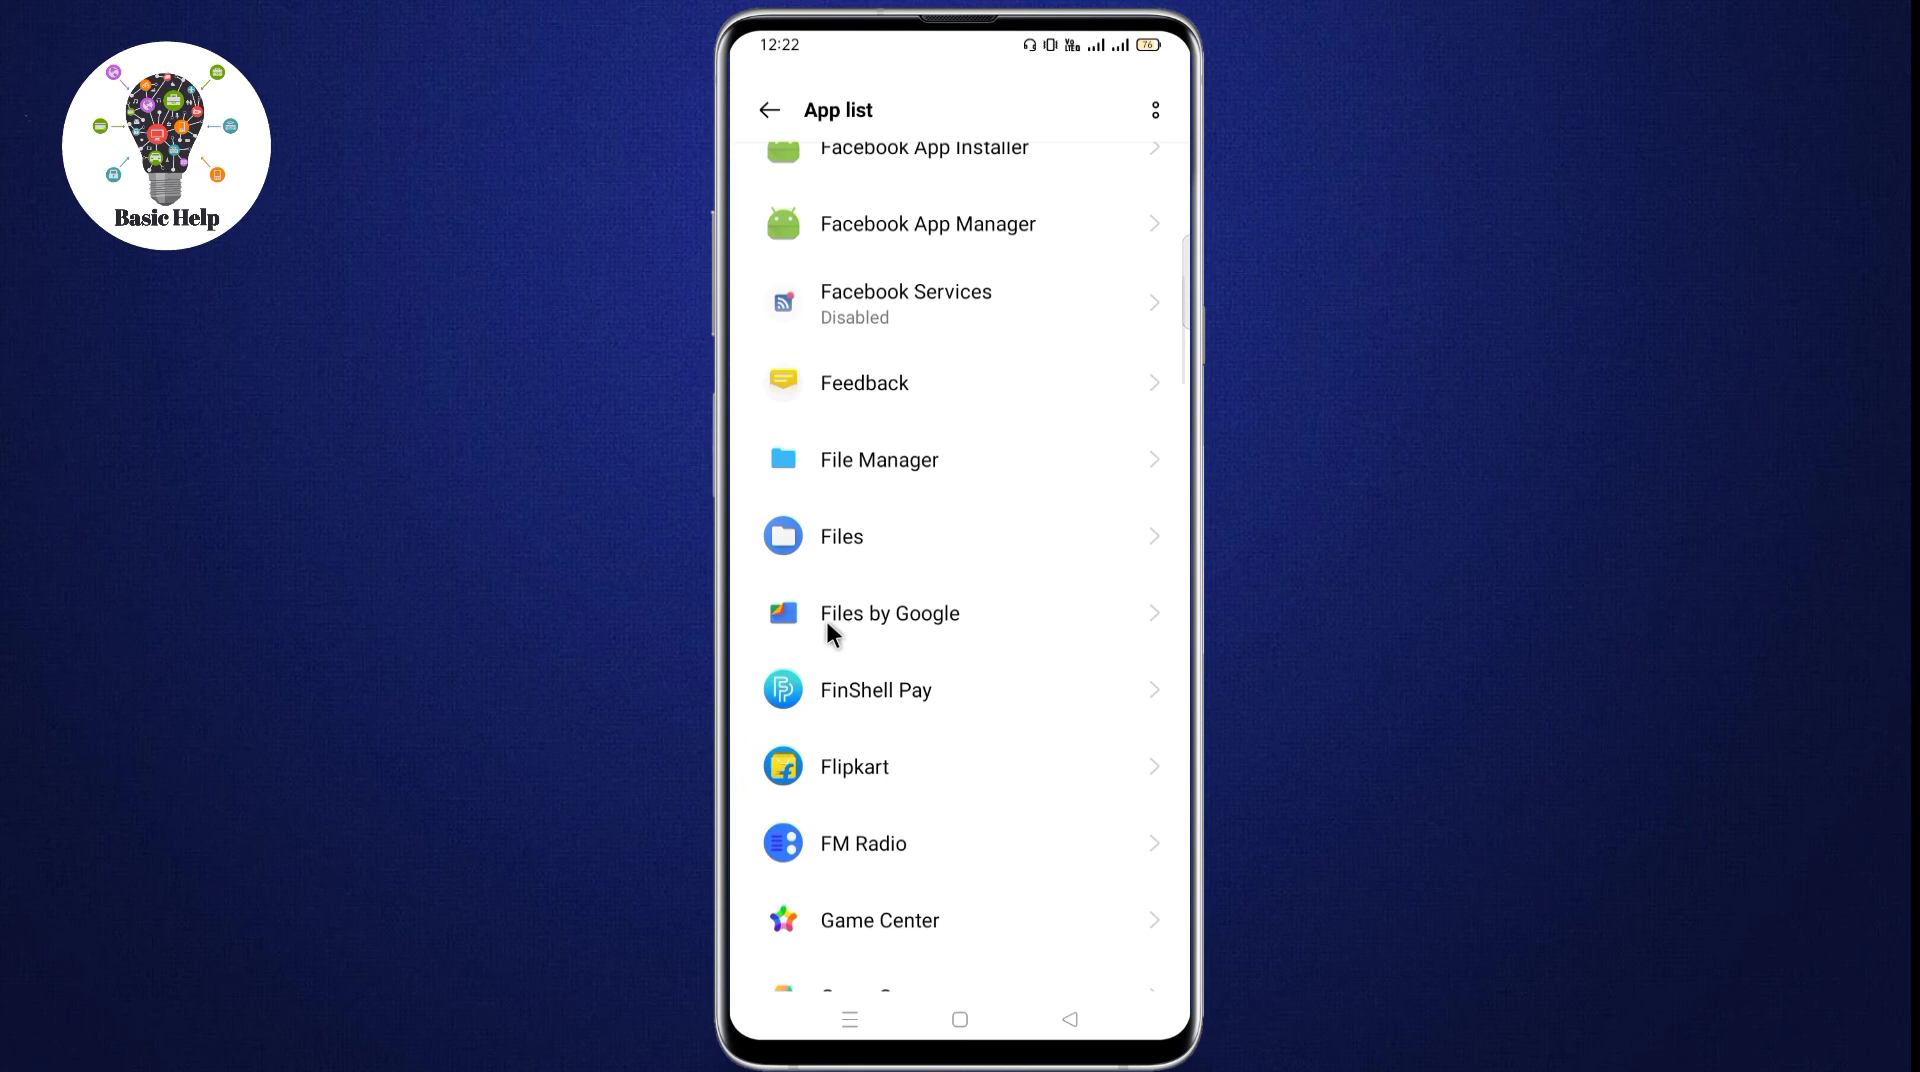 Basic Help
12:22
76
App list
Facebook App Installer
Facebook App Manager
Facebook Services
Disabled
Feedback
File Manager
Files
Files by Google
FinShell Pay
Flipkart
FM Radio
Game Center